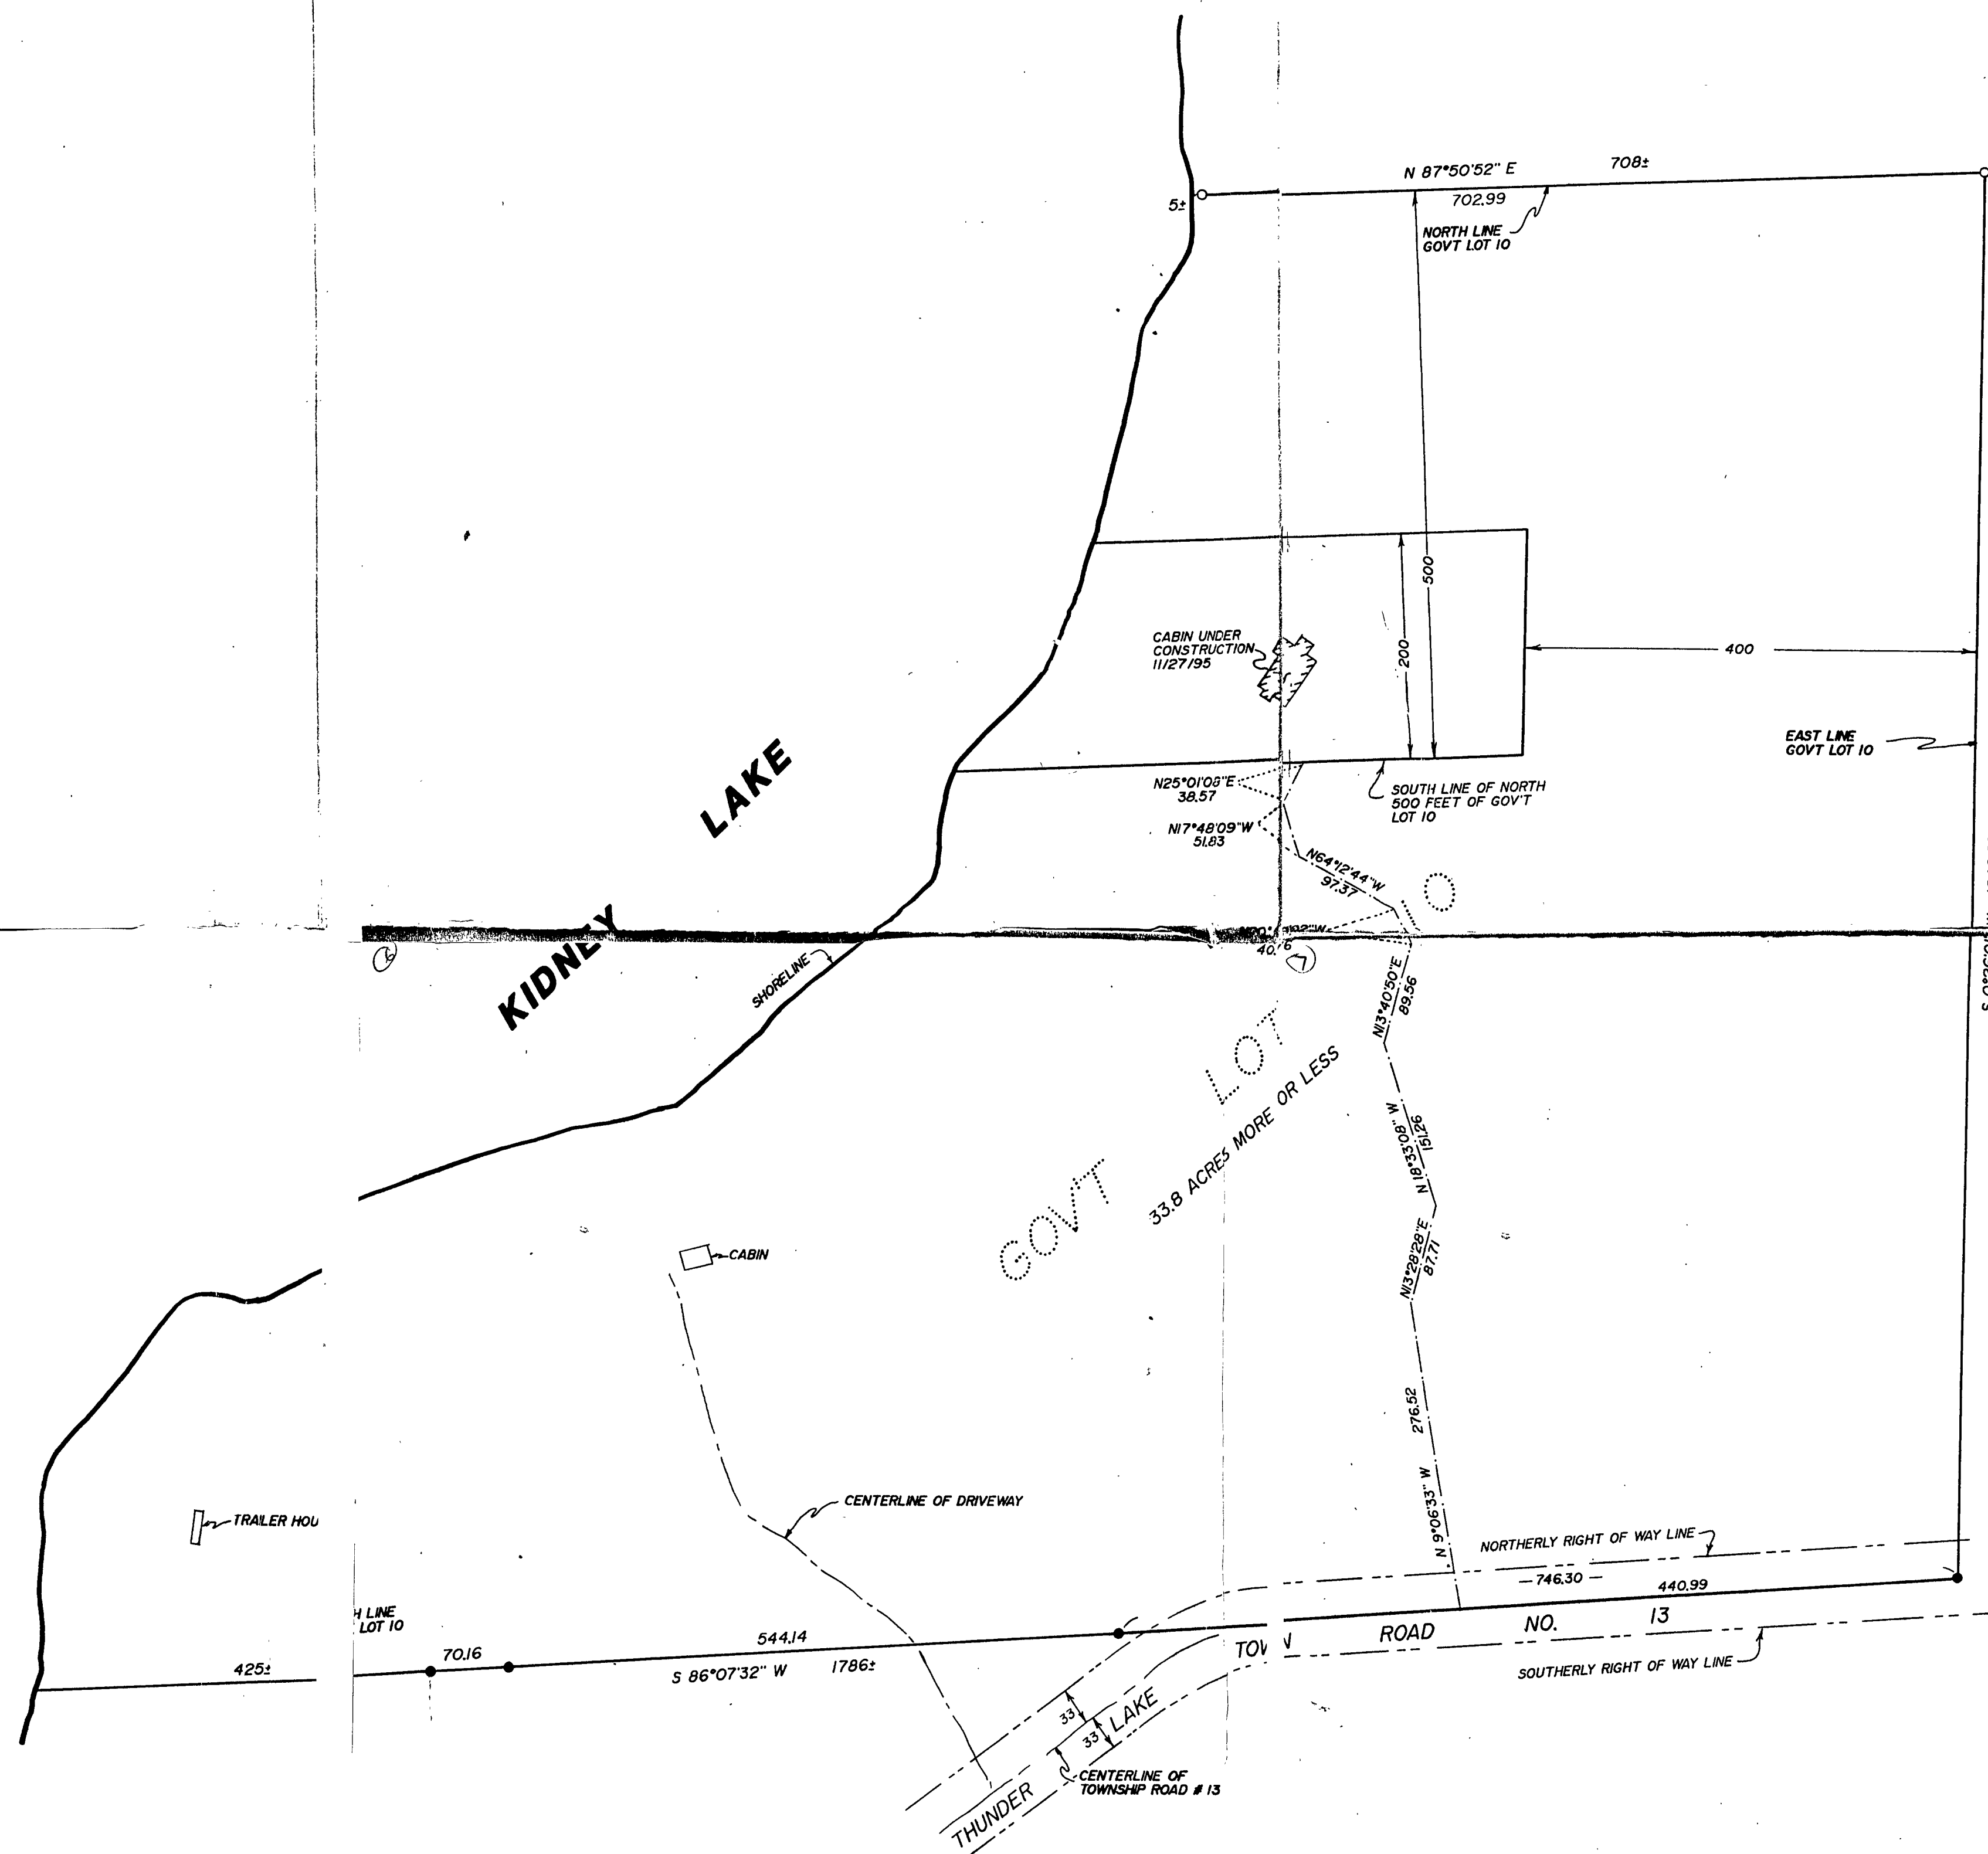 N 87°50'52" E
708±
5±
702.99
NORTH LINE
GOVT LOT 10
500
200
CABIN UNDER
CONSTRUCTION
11/27/95
400
EAST LINE
GOVT LOT 10
LAKE
N25°01'08"E
38.57
SOUTH LINE OF NORTH
500 FEET OF GOV'T
LOT 10
N17°48'09"W
51.83
N64°12'44"W
97.37
10
KIDNEY
6
7
SHORELINE
N13°40'50"E
89.56
LOT
33.8 ACRES MORE OR LESS
N 18°33'08" W
151.26
GOV'T
N13°28'28"E
87.71
CABIN
276.52
N 9°06'33" W
CENTERLINE OF DRIVEWAY
TRAILER HOU
NORTHERLY RIGHT OF WAY LINE
746.30
440.99
H LINE
LOT 10
70.16
544.14
425±
S 86°07'32" W
1786±
ROAD
NO.
13
SOUTHERLY RIGHT OF WAY LINE
33
33
LAKE
THUNDER
CENTERLINE OF
TOWNSHIP ROAD # 13